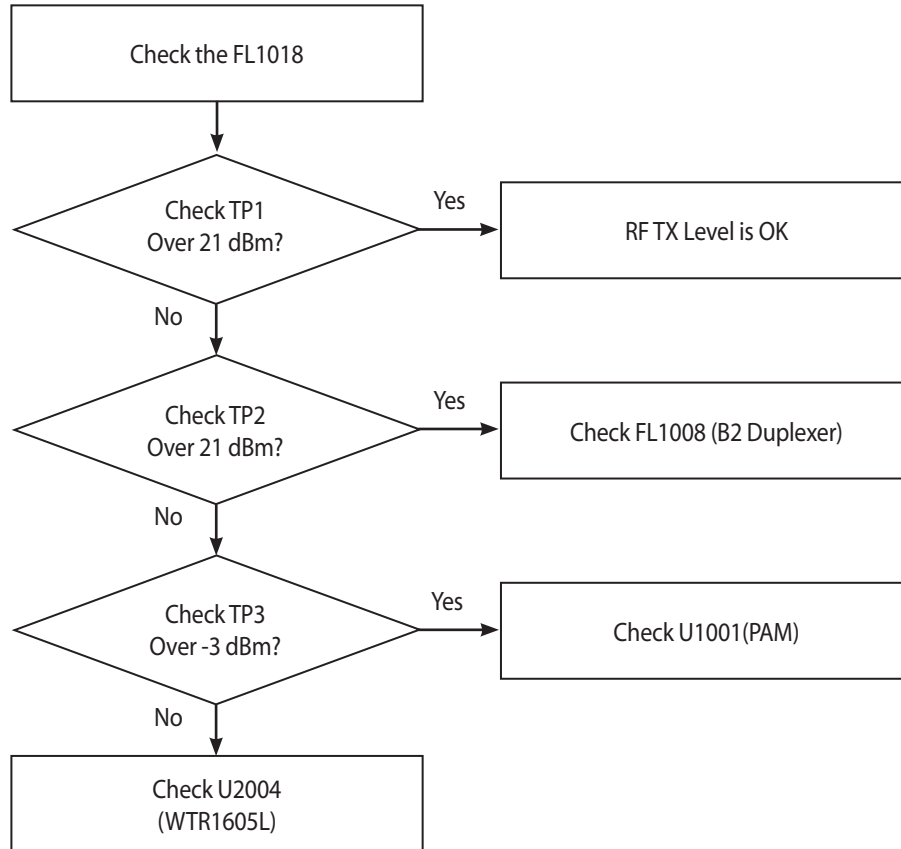 Check the FL1018
Check TP1
Over 21 dBm?
Yes
RF TX Level is OK
No
Check TP2
Over 21 dBm?
Yes
Check FL1008 (B2 Duplexer)
No
Check TP3
Over -3 dBm?
Yes
Check U1001(PAM)
No
Check U2004
(WTR1605L)